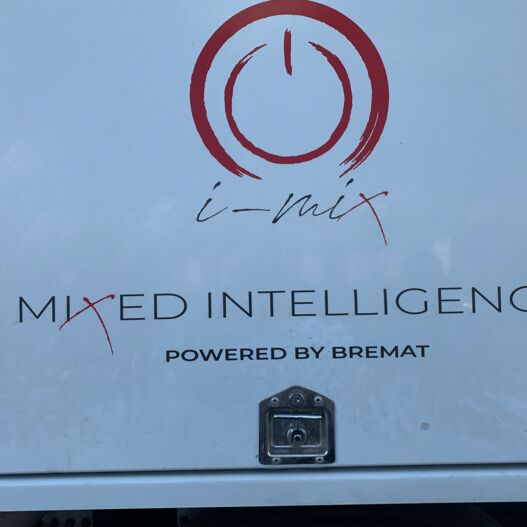 i-mix
MIXED INTELLIGENC
POWERED BY BREMAT